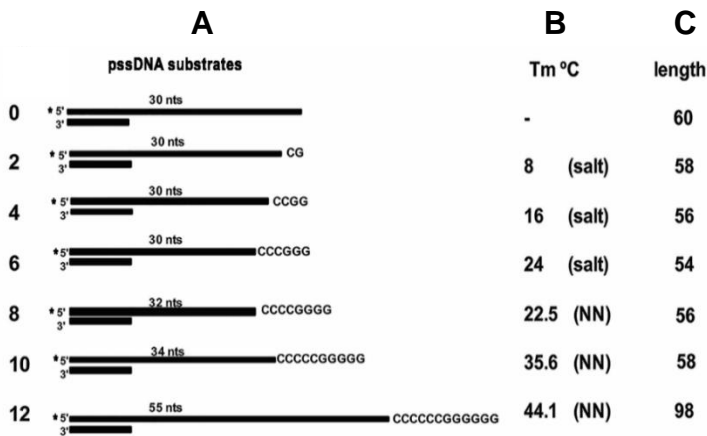 A B C
pssDNA substrates Tm ºC length
30 nts
0 * 5' - 60
3'
30 nts
2 * 5' CG 8 (salt) 58
3'
30 nts
4 * 5' CCGG 16 (salt) 56
3'
30 nts
6 * 5' CCCGGG 24 (salt) 54
3'
32 nts
8 * 5' CCCCGGGG 22.5 (NN) 56
3'
34 nts
10 * 5' CCCCCGGGGG 35.6 (NN) 58
3'
55 nts
12 * 5' CCCCCCGGGGGG 44.1 (NN) 98
3'